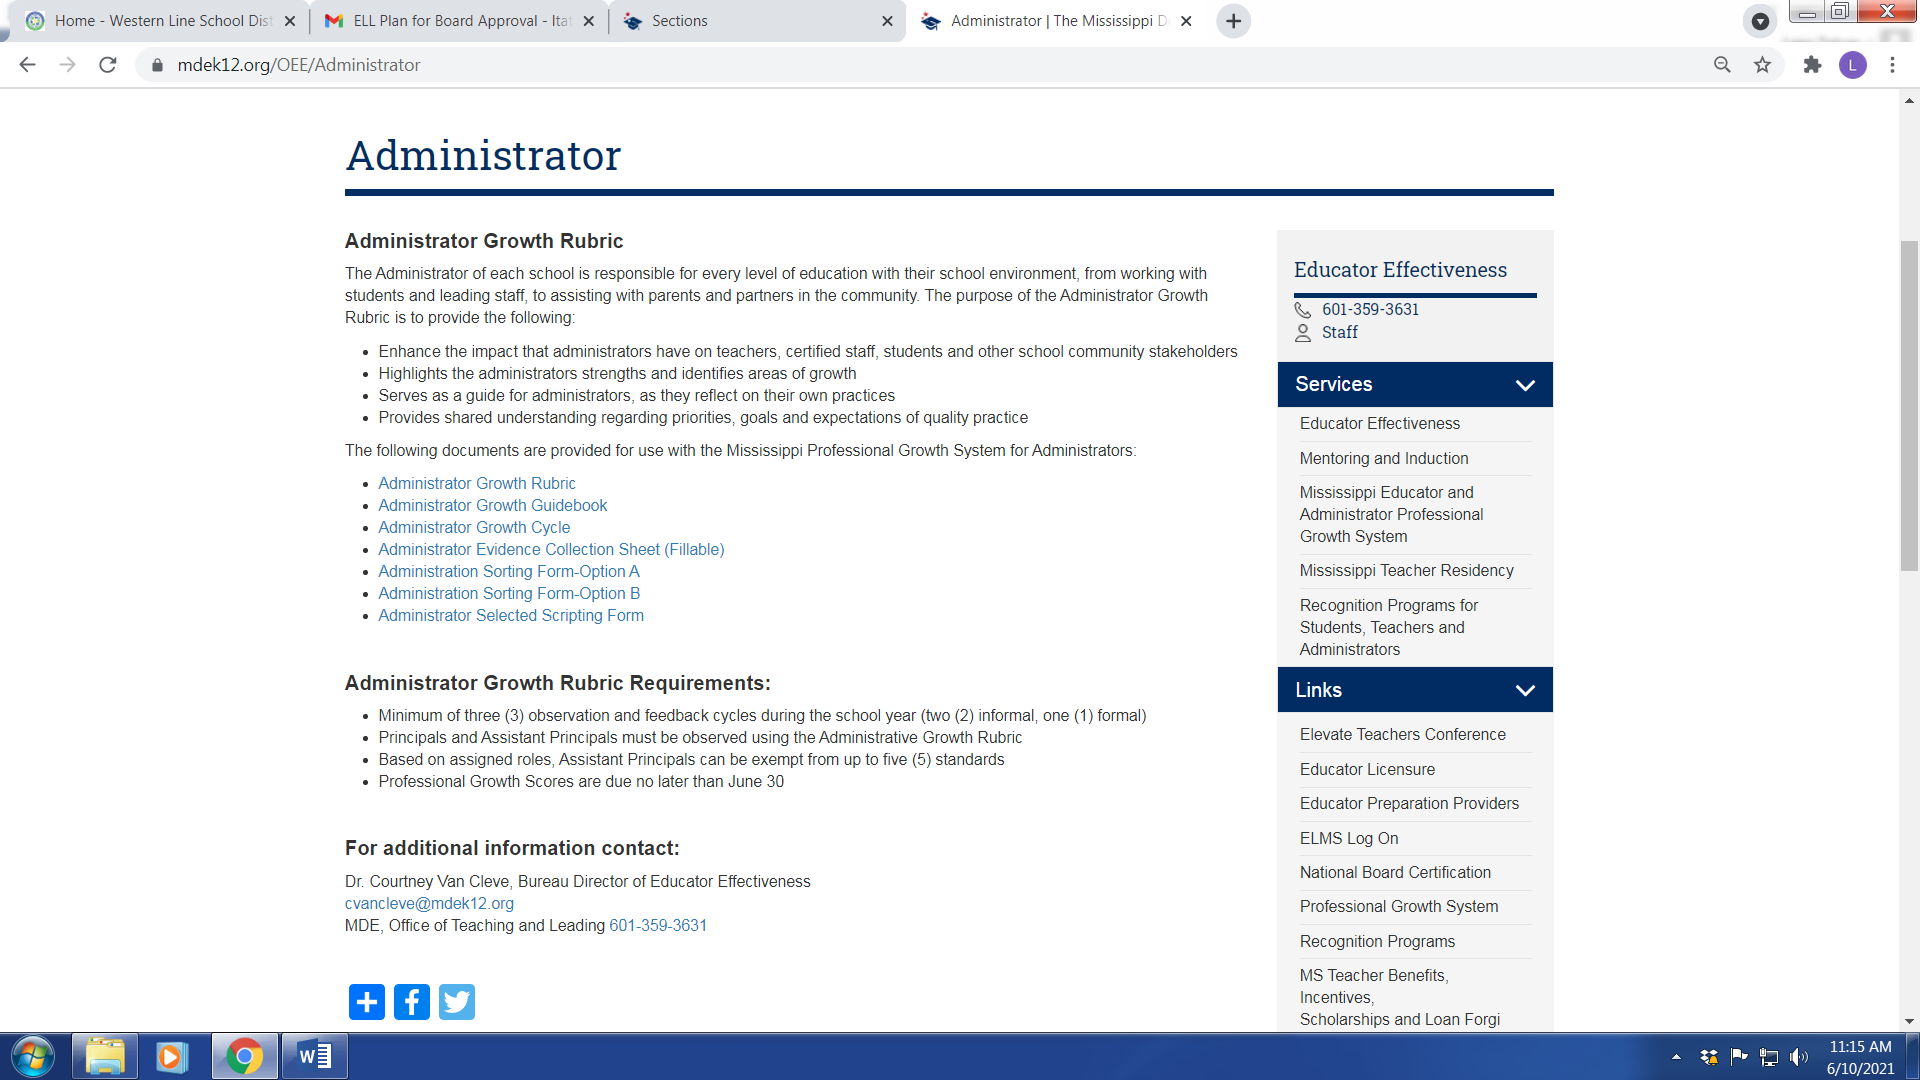 Home - Western Line School Dist
ELL Plan for Board Approval - Ita
Sections
Administrator | The Mississippi D
mdek12.org/OEE/Administrator
L
Administrator
Administrator Growth Rubric
The Administrator of each school is responsible for every level of education with their school environment, from working with
students and leading staff, to assisting with parents and partners in the community. The purpose of the Administrator Growth
Rubric is to provide the following:
Enhance the impact that administrators have on teachers, certified staff, students and other school community stakeholders
Highlights the administrators strengths and identifies areas of growth
Serves as a guide for administrators, as they reflect on their own practices
Provides shared understanding regarding priorities, goals and expectations of quality practice
The following documents are provided for use with the Mississippi Professional Growth System for Administrators:
Administrator Growth Rubric
Administrator Growth Guidebook
Administrator Growth Cycle
Administrator Evidence Collection Sheet (Fillable)
Administration Sorting Form-Option A
Administration Sorting Form-Option B
Administrator Selected Scripting Form
Administrator Growth Rubric Requirements:
Minimum of three (3) observation and feedback cycles during the school year (two (2) informal, one (1) formal)
Principals and Assistant Principals must be observed using the Administrative Growth Rubric
Based on assigned roles, Assistant Principals can be exempt from up to five (5) standards
Professional Growth Scores are due no later than June 30
For additional information contact:
Dr. Courtney Van Cleve, Bureau Director of Educator Effectiveness
cvancleve@mdek12.org
MDE, Office of Teaching and Leading 601-359-3631
Educator Effectiveness
601-359-3631
Staff
Services
Educator Effectiveness
Mentoring and Induction
Mississippi Educator and
Administrator Professional
Growth System
Mississippi Teacher Residency
Recognition Programs for
Students, Teachers and
Administrators
Links
Elevate Teachers Conference
Educator Licensure
Educator Preparation Providers
ELMS Log On
National Board Certification
Professional Growth System
Recognition Programs
MS Teacher Benefits,
Incentives,
Scholarships and Loan Forgi
11:15 AM
6/10/2021